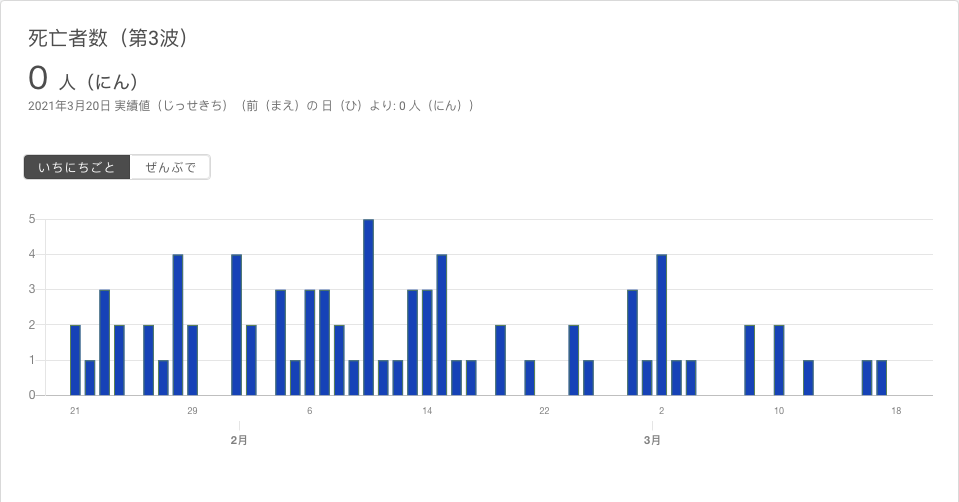 死亡者数（第3波）
0 人（にん）
2021年3月20日 実績値（じっせきち）（前（まえ）の 日（ひ）より: 0 人（にん））
いちにちごと ぜんぶで
5
4
3
2
1
0
21 29 6 14 22 2 10 18
2月 3月